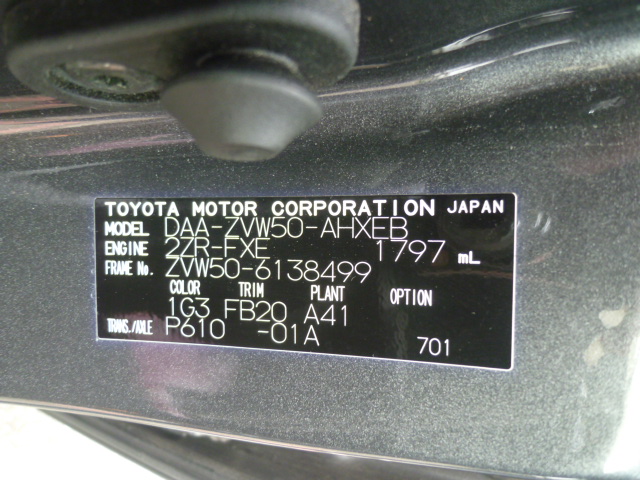 TOYOTA MOTOR CORPORATION JAPAN
MODEL DAA-ZVW50-AHXEB
ENGINE 2ZR-FXE 1797 mL
FRAME No. ZVW50-6138499
COLOR TRIM PLANT OPTION
1G3 FB20 A41
TRANS./AXLE P610 -01A
701